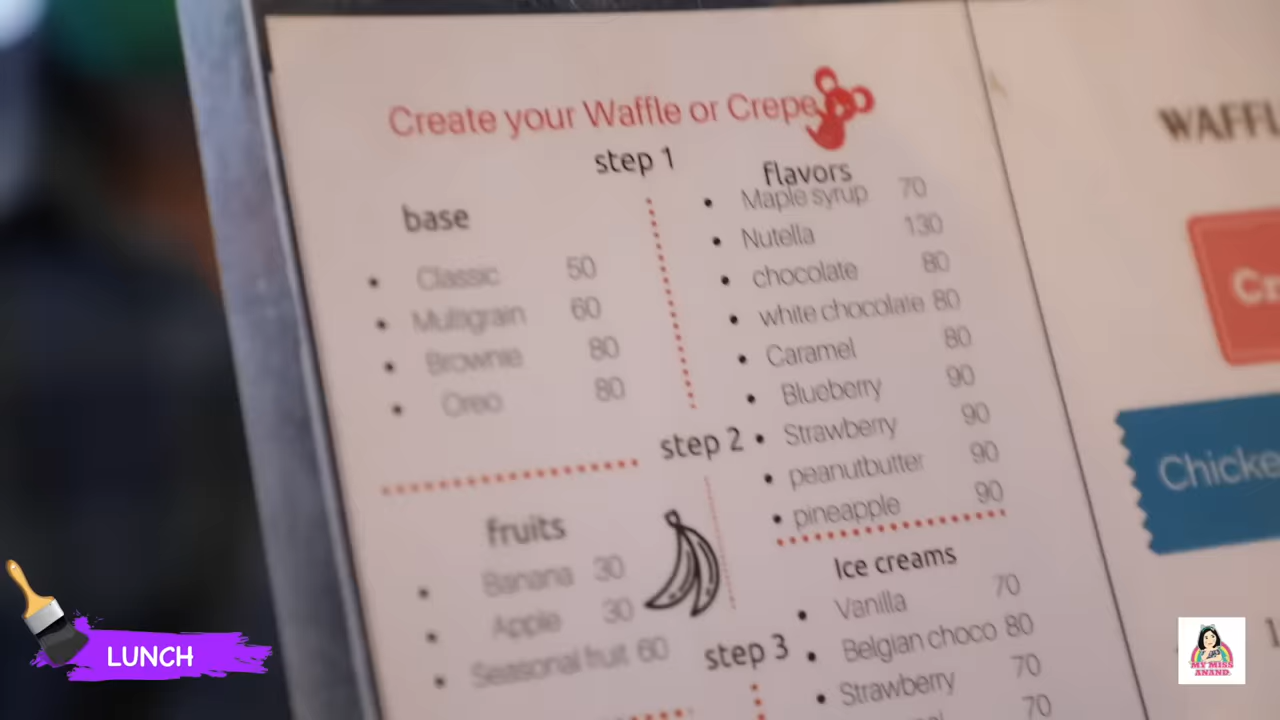 Create your Waffle or Crepe
step 1
base
Classic 50
Multigrain 60
Brownie 80
Oreo 80
flavors
Maple syrup 70
Nutella 130
chocolate 80
white chocolate 80
Caramel 80
Blueberry 90
Strawberry 90
peanutbutter 90
pineapple 90
step 2
fruits
Banana 30
Apple 30
Seasonal fruit 60
step 3
Ice creams
Vanilla 70
Belgian choco 80
Strawberry 70
70
WAFFL
Cr
Chicke
LUNCH
MY MISS
ANAND